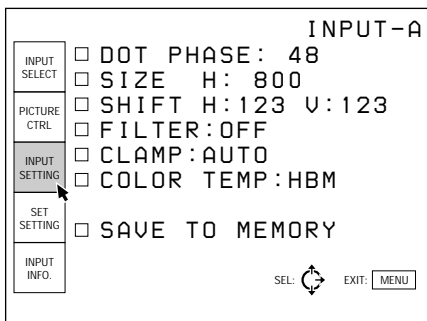 INPUT-A
INPUT
SELECT
PICTURE
CTRL
INPUT
SETTING
SET
SETTING
INPUT
INFO.
DOT PHASE: 48
SIZE H: 800
SHIFT H:123 V:123
FILTER:OFF
CLAMP:AUTO
COLOR TEMP:HBM
SAVE TO MEMORY
SEL: EXIT: MENU